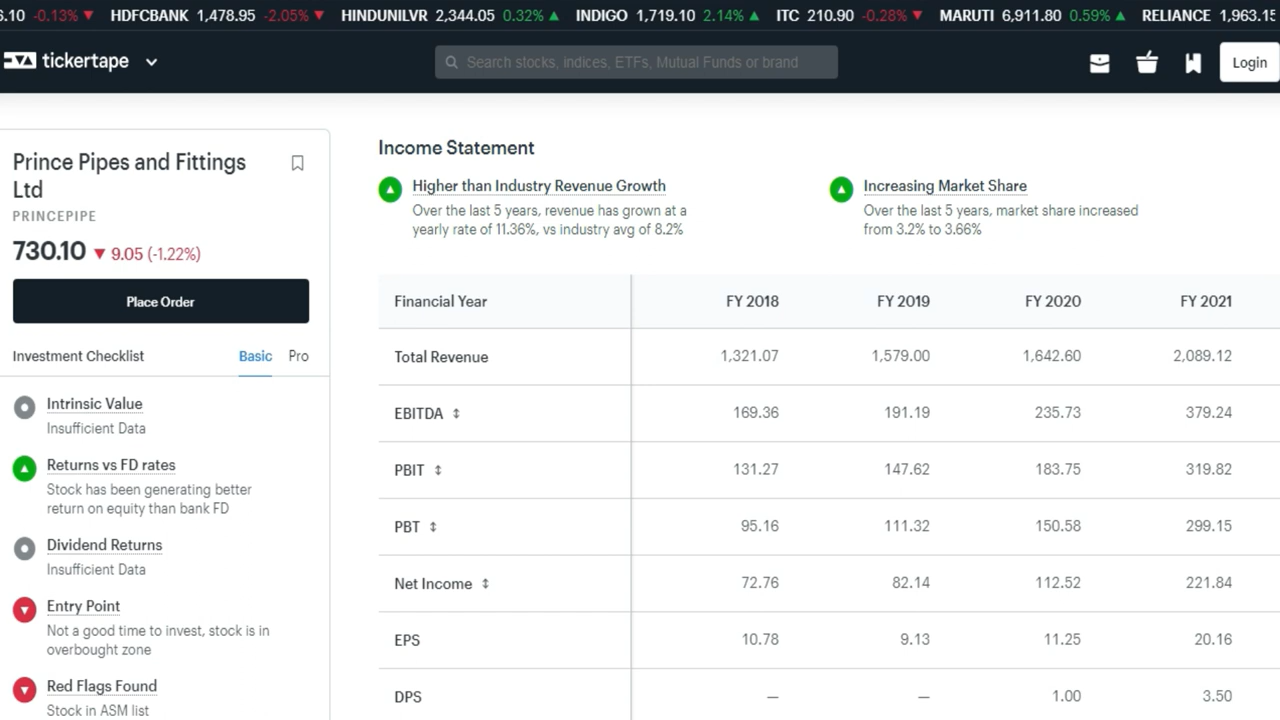 6.10 -0.13% ▼ HDFCBANK 1,478.95 -2.05% ▼ HINDUNILVR 2,344.05 0.32% ▲ INDIGO 1,719.10 2.14% ▲ ITC 210.90 -0.28% ▼ MARUTI 6,911.80 0.59% ▲ RELIANCE 1,963.15
tickertape
Search stocks, indices, ETFs, Mutual Funds or brand
Login
Prince Pipes and Fittings
Ltd
PRINCEPIPE
730.10 ▼ 9.05 (-1.22%)
Place Order
Investment Checklist Basic Pro
Intrinsic Value
Insufficient Data
Returns vs FD rates
Stock has been generating better
return on equity than bank FD
Dividend Returns
Insufficient Data
Entry Point
Not a good time to invest, stock is in
overbought zone
Red Flags Found
Stock in ASM list
Income Statement
Higher than Industry Revenue Growth
Over the last 5 years, revenue has grown at a
yearly rate of 11.36%, vs industry avg of 8.2%
Increasing Market Share
Over the last 5 years, market share increased
from 3.2% to 3.66%
Financial Year FY 2018 FY 2019 FY 2020 FY 2021
Total Revenue 1,321.07 1,579.00 1,642.60 2,089.12
EBITDA 169.36 191.19 235.73 379.24
PBIT 131.27 147.62 183.75 319.82
PBT 95.16 111.32 150.58 299.15
Net Income 72.76 82.14 112.52 221.84
EPS 10.78 9.13 11.25 20.16
DPS — — 1.00 3.50